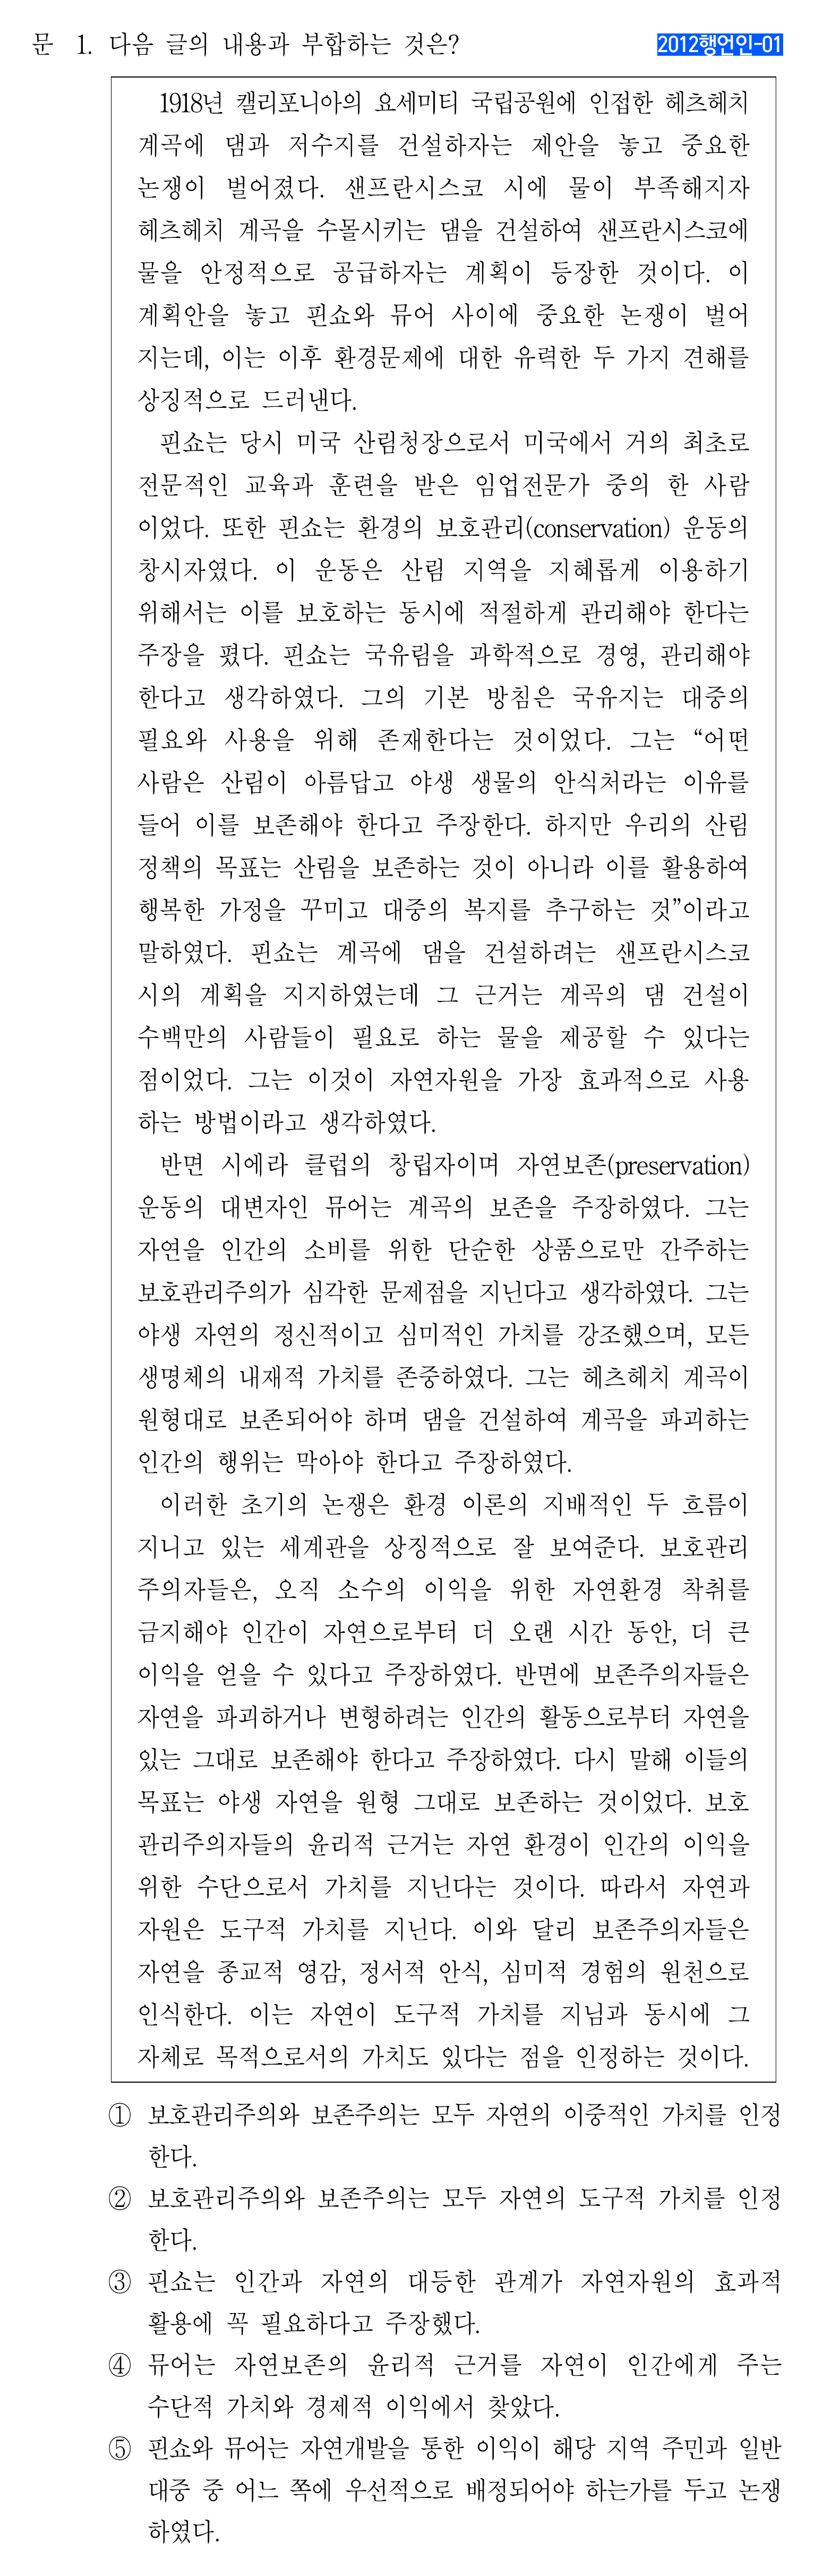 문 1. 다음 글의 내용과 부합하는 것은?
2012행언인-01
1918년 캘리포니아의 요세미티 국립공원에 인접한 헤츠헤치
계곡에 댐과 저수지를 건설하자는 제안을 놓고 중요한
논쟁이 벌어졌다. 샌프란시스코 시에 물이 부족해지자
헤츠헤치 계곡을 수몰시키는 댐을 건설하여 샌프란시스코에
물을 안정적으로 공급하자는 계획이 등장한 것이다. 이
계획안을 놓고 핀쇼와 뮤어 사이에 중요한 논쟁이 벌어
지는데, 이는 이후 환경문제에 대한 유력한 두 가지 견해를
상징적으로 드러낸다.
핀쇼는 당시 미국 산림청장으로서 미국에서 거의 최초로
전문적인 교육과 훈련을 받은 임업전문가 중의 한 사람
이었다. 또한 핀쇼는 환경의 보호관리(conservation) 운동의
창시자였다. 이 운동은 산림 지역을 지혜롭게 이용하기
위해서는 이를 보호하는 동시에 적절하게 관리해야 한다는
주장을 폈다. 핀쇼는 국유림을 과학적으로 경영, 관리해야
한다고 생각하였다. 그의 기본 방침은 국유지는 대중의
필요와 사용을 위해 존재한다는 것이었다. 그는 “어떤
사람은 산림이 아름답고 야생 생물의 안식처라는 이유를
들어 이를 보존해야 한다고 주장한다. 하지만 우리의 산림
정책의 목표는 산림을 보존하는 것이 아니라 이를 활용하여
행복한 가정을 꾸미고 대중의 복지를 추구하는 것”이라고
말하였다. 핀쇼는 계곡에 댐을 건설하려는 샌프란시스코
시의 계획을 지지하였는데 그 근거는 계곡의 댐 건설이
수백만의 사람들이 필요로 하는 물을 제공할 수 있다는
점이었다. 그는 이것이 자연자원을 가장 효과적으로 사용
하는 방법이라고 생각하였다.
반면 시에라 클럽의 창립자이며 자연보존(preservation)
운동의 대변자인 뮤어는 계곡의 보존을 주장하였다. 그는
자연을 인간의 소비를 위한 단순한 상품으로만 간주하는
보호관리주의가 심각한 문제점을 지닌다고 생각하였다. 그는
야생 자연의 정신적이고 심미적인 가치를 강조했으며, 모든
생명체의 내재적 가치를 존중하였다. 그는 헤츠헤치 계곡이
원형대로 보존되어야 하며 댐을 건설하여 계곡을 파괴하는
인간의 행위는 막아야 한다고 주장하였다.
이러한 초기의 논쟁은 환경 이론의 지배적인 두 흐름이
지니고 있는 세계관을 상징적으로 잘 보여준다. 보호관리
주의자들은, 오직 소수의 이익을 위한 자연환경 착취를
금지해야 인간이 자연으로부터 더 오랜 시간 동안, 더 큰
이익을 얻을 수 있다고 주장하였다. 반면에 보존주의자들은
자연을 파괴하거나 변형하려는 인간의 활동으로부터 자연을
있는 그대로 보존해야 한다고 주장하였다. 다시 말해 이들의
목표는 야생 자연을 원형 그대로 보존하는 것이었다. 보호
관리주의자들의 윤리적 근거는 자연 환경이 인간의 이익을
위한 수단으로서 가치를 지닌다는 것이다. 따라서 자연과
자원은 도구적 가치를 지닌다. 이와 달리 보존주의자들은
자연을 종교적 영감, 정서적 안식, 심미적 경험의 원천으로
인식한다. 이는 자연이 도구적 가치를 지님과 동시에 그
자체로 목적으로서의 가치도 있다는 점을 인정하는 것이다.
① 보호관리주의와 보존주의는 모두 자연의 이중적인 가치를 인정
한다.
② 보호관리주의와 보존주의는 모두 자연의 도구적 가치를 인정
한다.
③ 핀쇼는 인간과 자연의 대등한 관계가 자연자원의 효과적
활용에 꼭 필요하다고 주장했다.
④ 뮤어는 자연보존의 윤리적 근거를 자연이 인간에게 주는
수단적 가치와 경제적 이익에서 찾았다.
⑤ 핀쇼와 뮤어는 자연개발을 통한 이익이 해당 지역 주민과 일반
대중 중 어느 쪽에 우선적으로 배정되어야 하는가를 두고 논쟁
하였다.